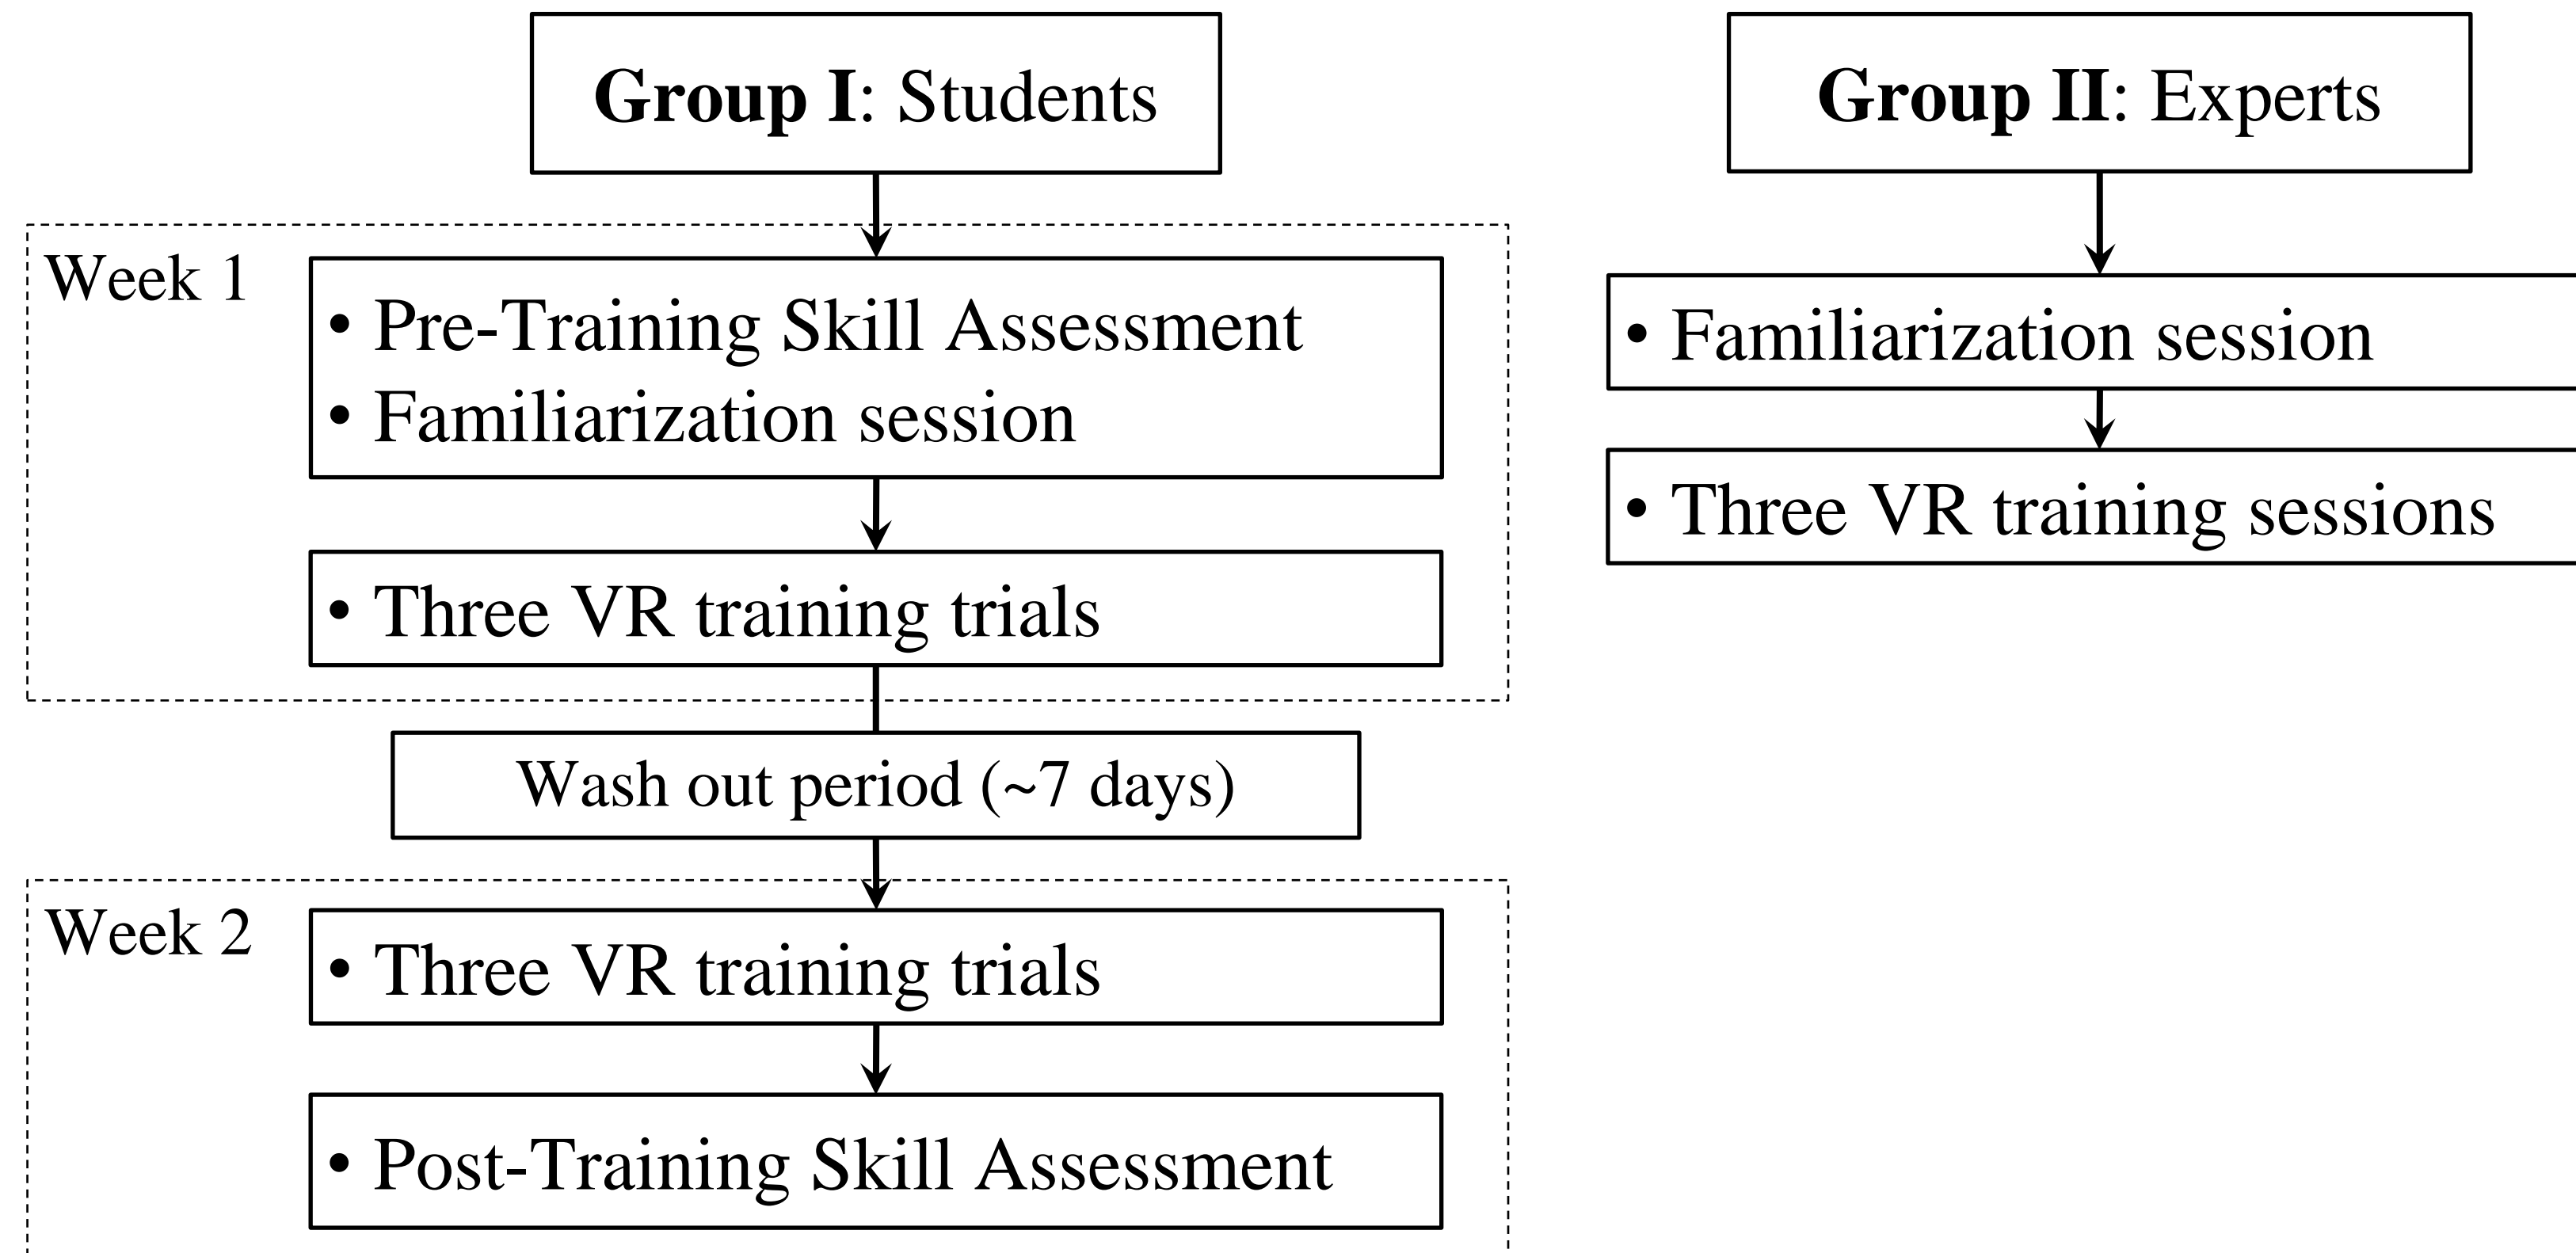 Group I: Students
Week 1
• Pre-Training Skill Assessment
• Familiarization session
• Three VR training trials
Wash out period (~7 days)
Week 2
• Three VR training trials
• Post-Training Skill Assessment
Group II: Experts
• Familiarization session
• Three VR training sessions